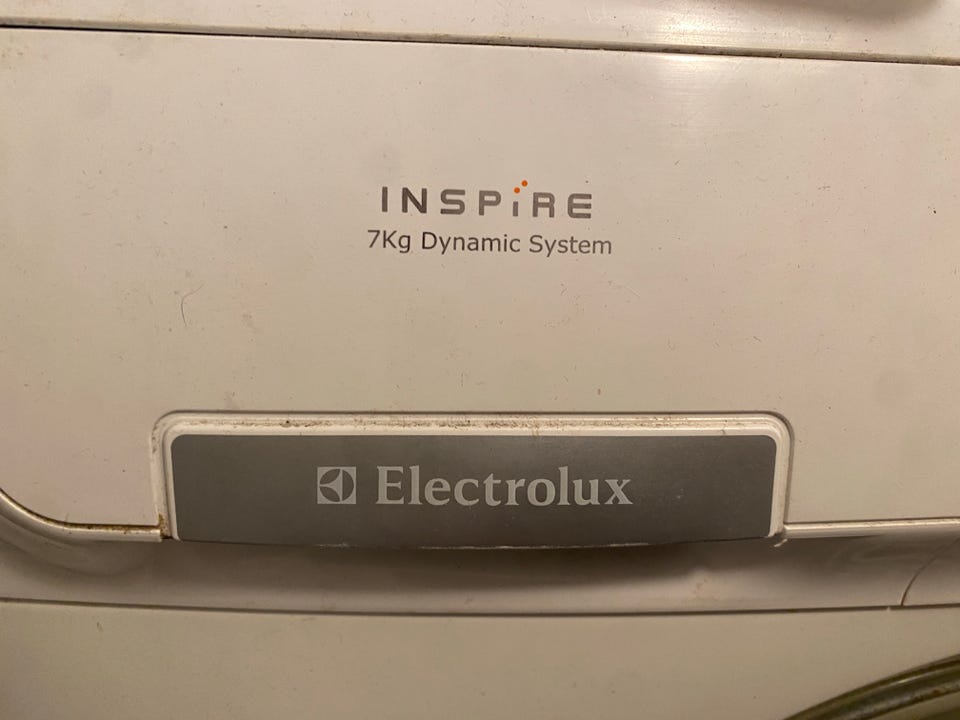 INSPiRE
7Kg Dynamic System
Electrolux